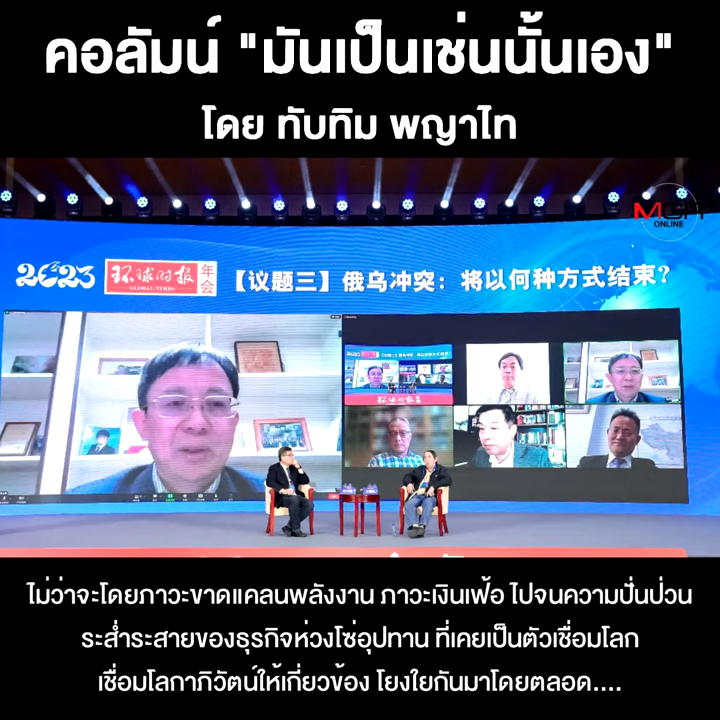 คอลัมน์ "มันเป็นเช่นนั้นเอง"
โดย ทับทิม พญาไท
MGR
ONLINE
2023 环球时报 年会 【议题三】俄乌冲突：将以何种方式结束？
GLOBAL TIMES
ไม่ว่าจะโดยภาวะขาดแคลนพลังงาน ภาวะเงินเฟ้อ ไปจนความปั่นป่วน
ระส่ำระสายของธุรกิจห่วงโซ่อุปทาน ที่เคยเป็นตัวเชื่อมโลก
เชื่อมโลกาภิวัตน์ให้เกี่ยวข้อง โยงใยกันมาโดยตลอด....